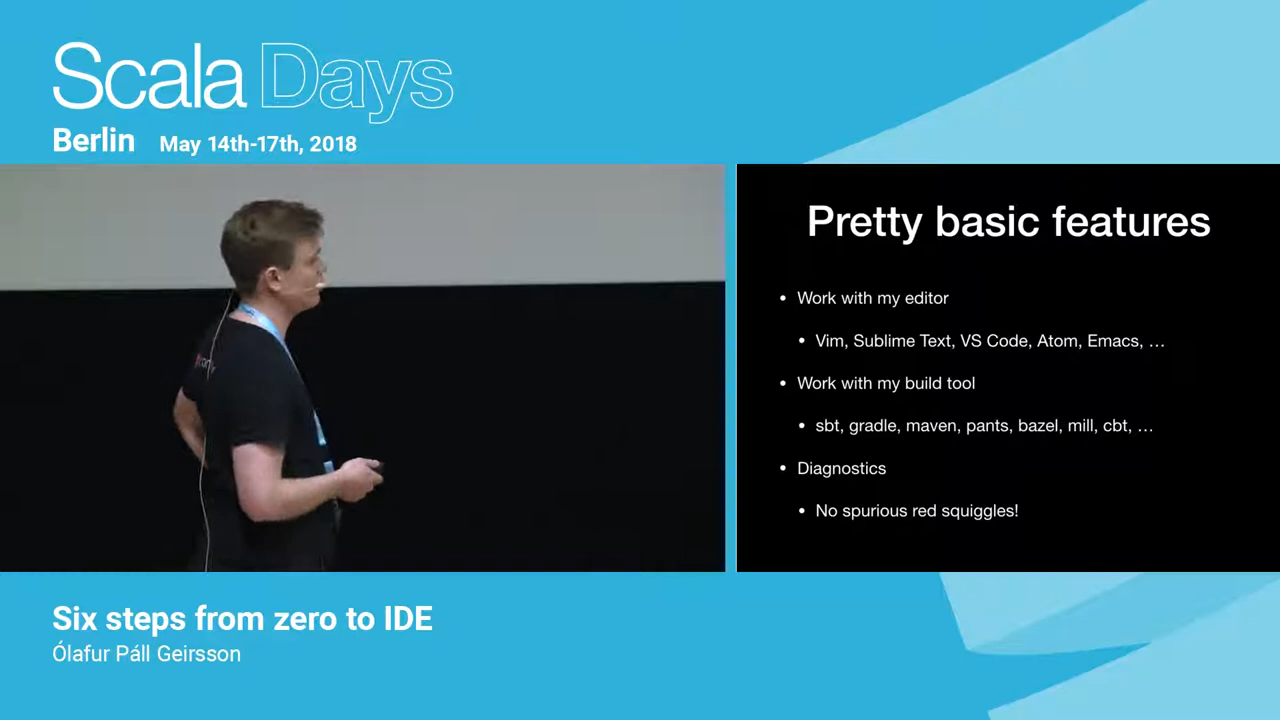 Scala Days
Berlin May 14th-17th, 2018
Pretty basic features
• Work with my editor
• Vim, Sublime Text, VS Code, Atom, Emacs, …
• Work with my build tool
• sbt, gradle, maven, pants, bazel, mill, cbt, …
• Diagnostics
• No spurious red squiggles!
Six steps from zero to IDE
Ólafur Páll Geirsson